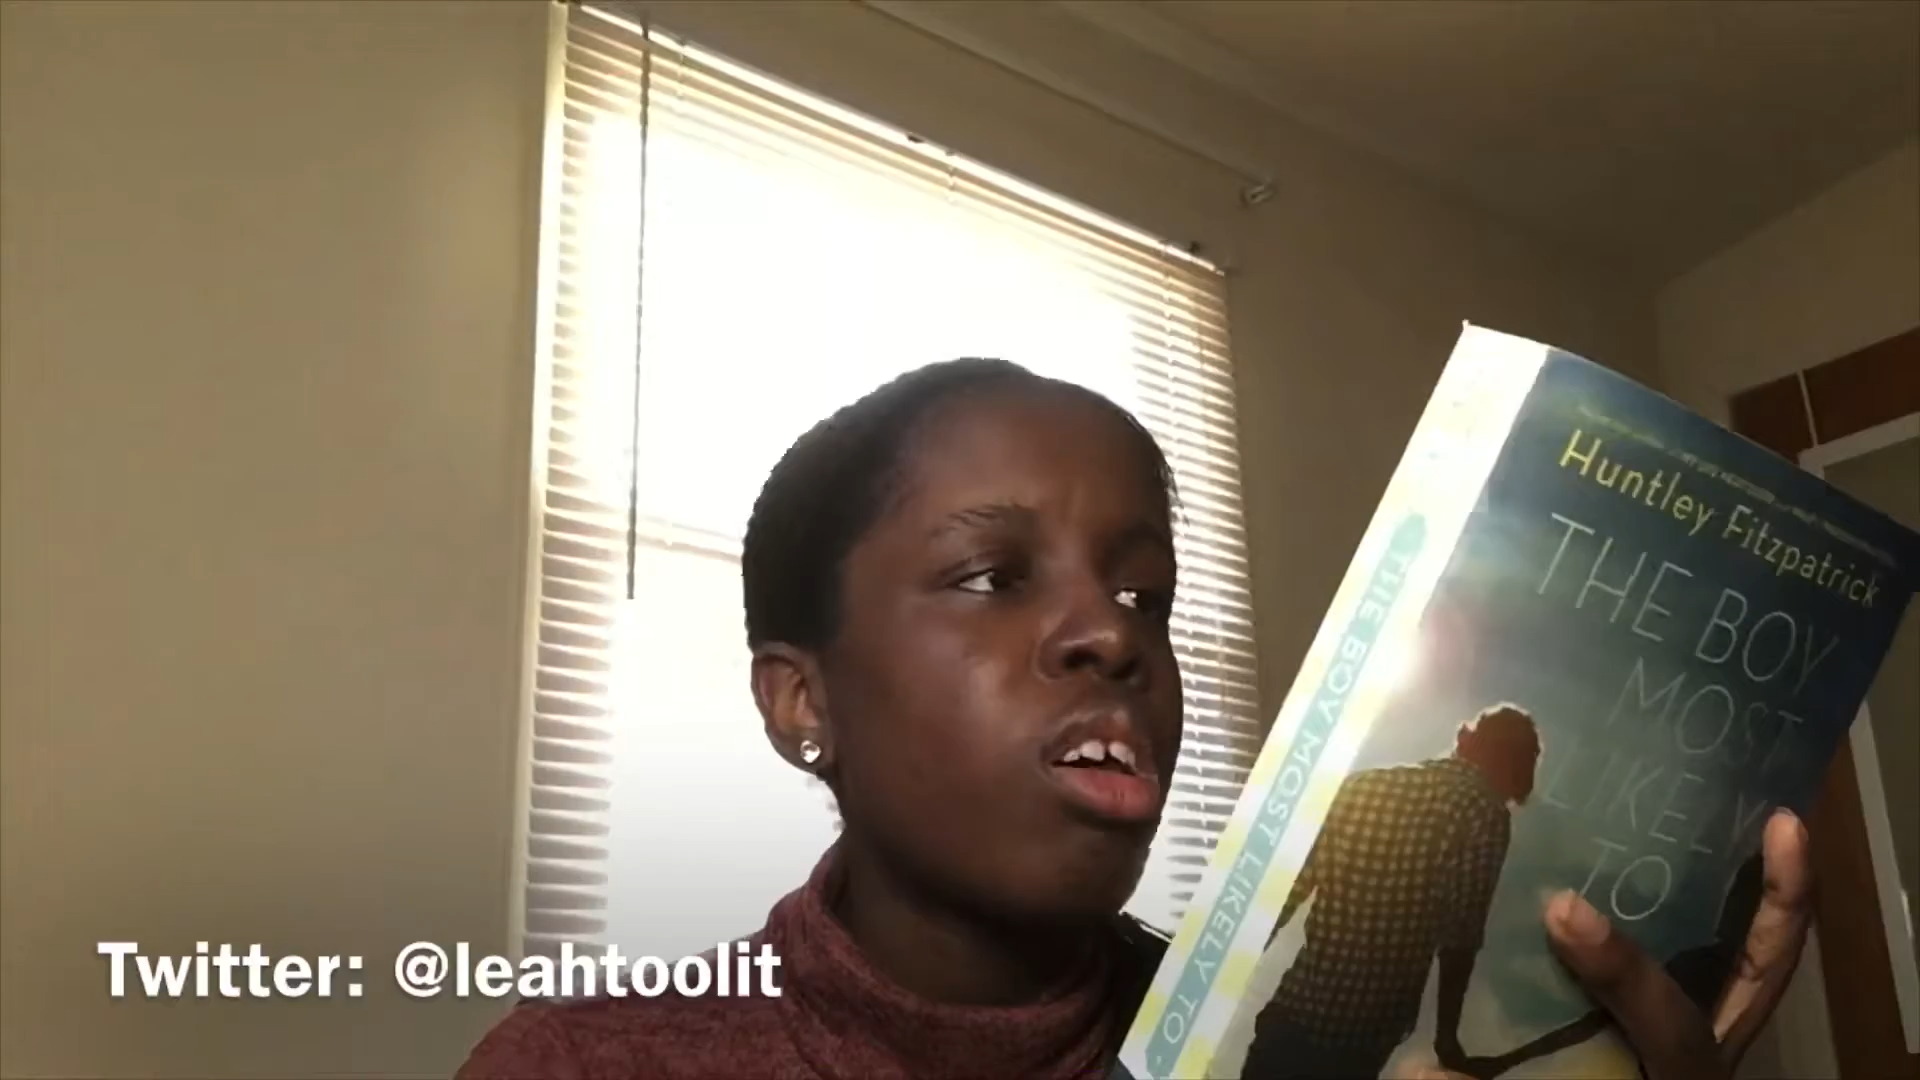 Huntley Fitzpatrick
THE BOY
MOST
LIKELY
TO
THE BOY MOST LIKELY TO
Twitter: @leahtoolit